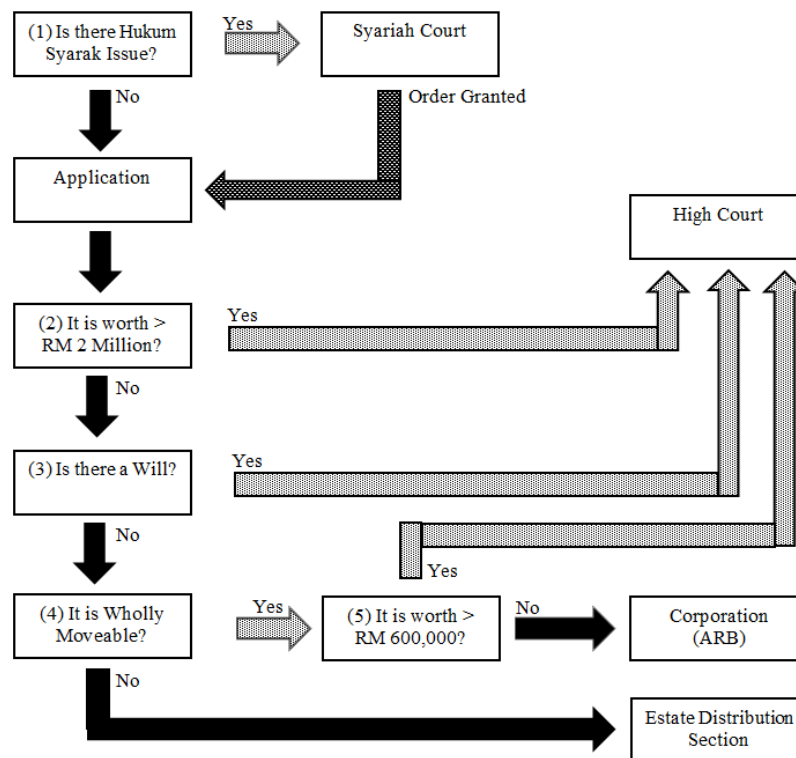 (1) Is there Hukum
Syarak Issue?
Yes
Syariah Court
No
Order Granted
Application
High Court
(2) It is worth >
RM 2 Million?
Yes
No
(3) Is there a Will?
Yes
No
Yes
(4) It is Wholly
Moveable?
Yes
(5) It is worth >
RM 600,000?
No
Corporation
(ARB)
No
Estate Distribution
Section